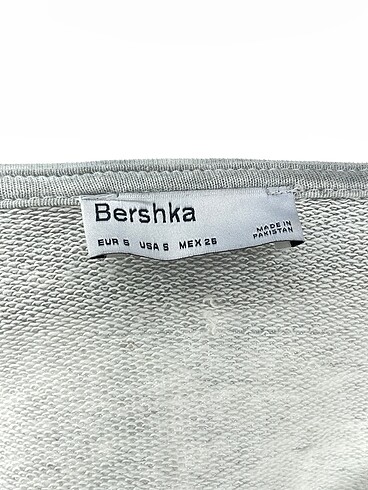 Bershka
EUR S USA S MEX 26
MADE IN
PAKISTAN